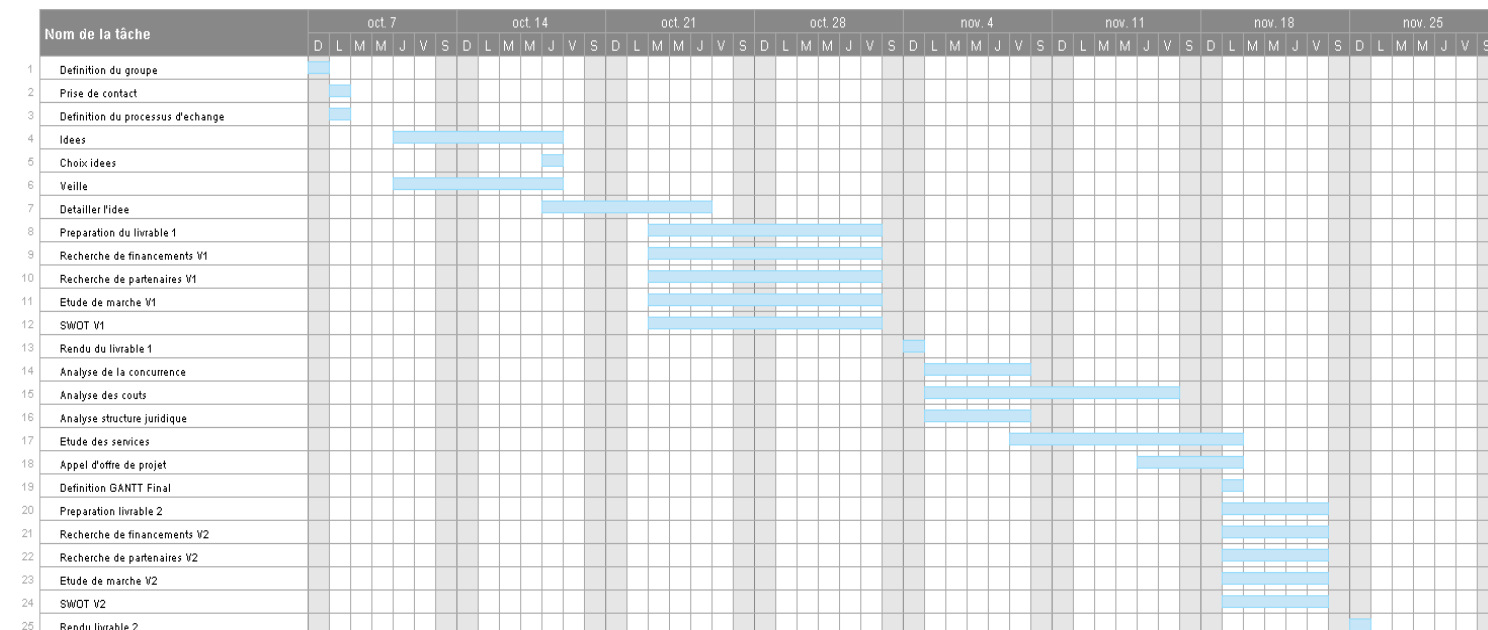 Nom de la tâche
oct. 7 oct. 14 oct. 21 oct. 28 nov. 4 nov. 11 nov. 18 nov. 25
D L M M J V S D L M M J V S D L M M J V S D L M M J V S D L M M J V S D L M M J V S D L M M J V S D L M M J V S
1 Definition du groupe
2 Prise de contact
3 Definition du processus d'echange
4 Idees
5 Choix idees
6 Veille
7 Detailler l'idee
8 Preparation du livrable 1
9 Recherche de financements V1
10 Recherche de partenaires V1
11 Etude de marche V1
12 SWOT V1
13 Rendu du livrable 1
14 Analyse de la concurrence
15 Analyse des couts
16 Analyse structure juridique
17 Etude des services
18 Appel d'offre de projet
19 Definition GANTT Final
20 Preparation livrable 2
21 Recherche de financements V2
22 Recherche de partenaires V2
23 Etude de marche V2
24 SWOT V2
25 Rendu livrable 2